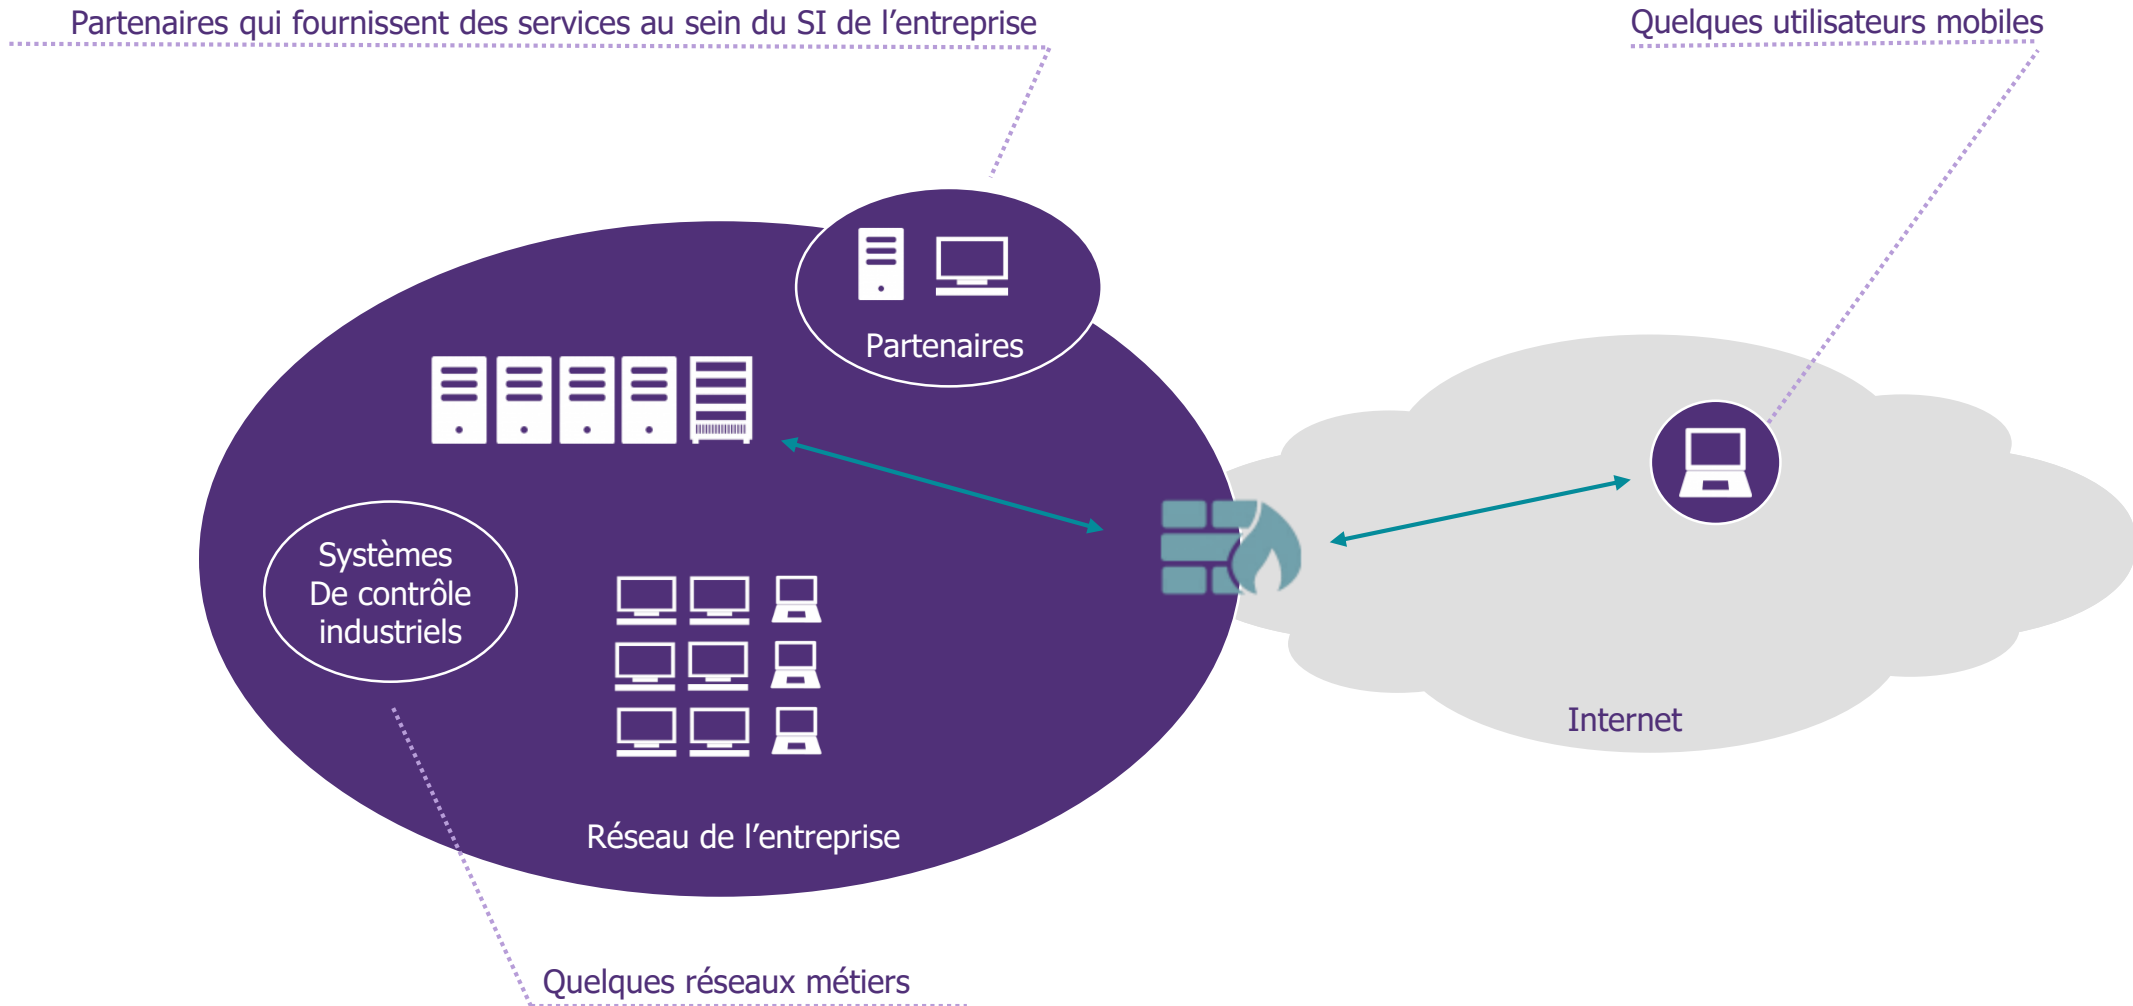 Partenaires qui fournissent des services au sein du SI de l’entreprise
Quelques utilisateurs mobiles
Partenaires
Systèmes
De contrôle
industriels
Internet
Réseau de l’entreprise
Quelques réseaux métiers